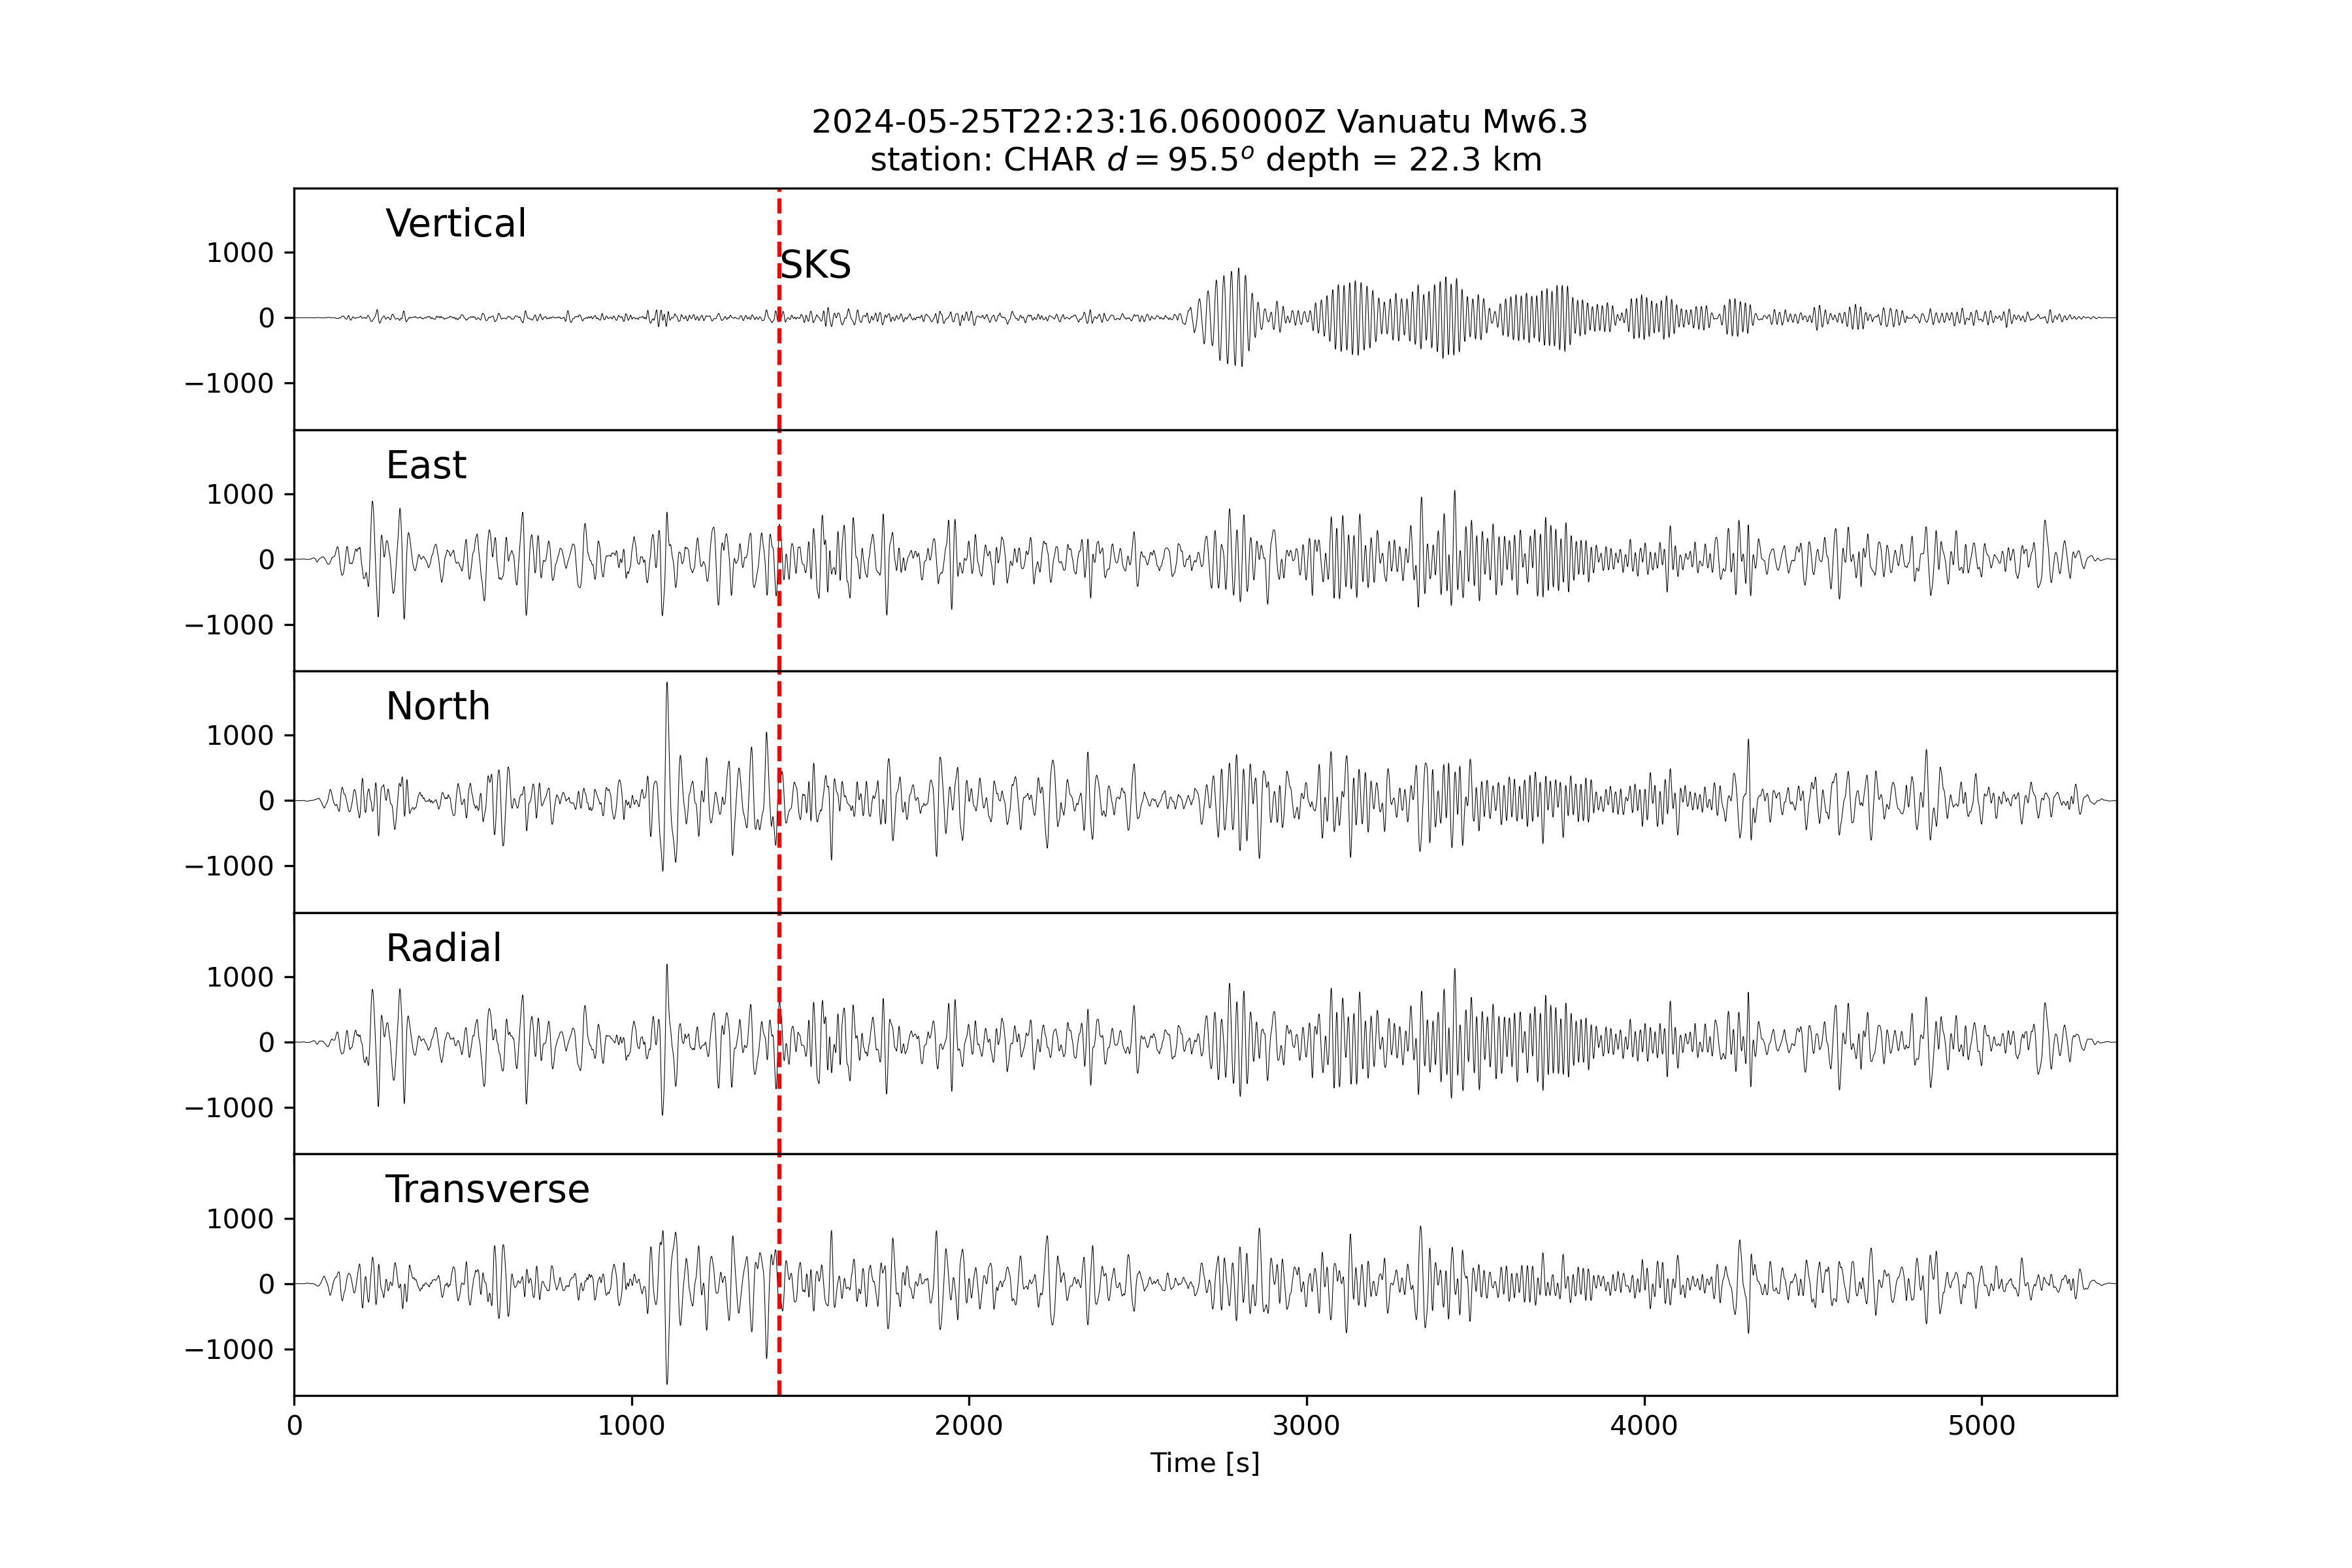 2024-05-25T22:23:16.060000Z Vanuatu Mw6.3
station: CHAR d = 95.5° depth = 22.3 km
Vertical
SKS
1000
0
−1000
East
1000
0
−1000
North
1000
0
−1000
Radial
1000
0
−1000
Transverse
1000
0
−1000
0 1000 2000 3000 4000 5000
Time [s]